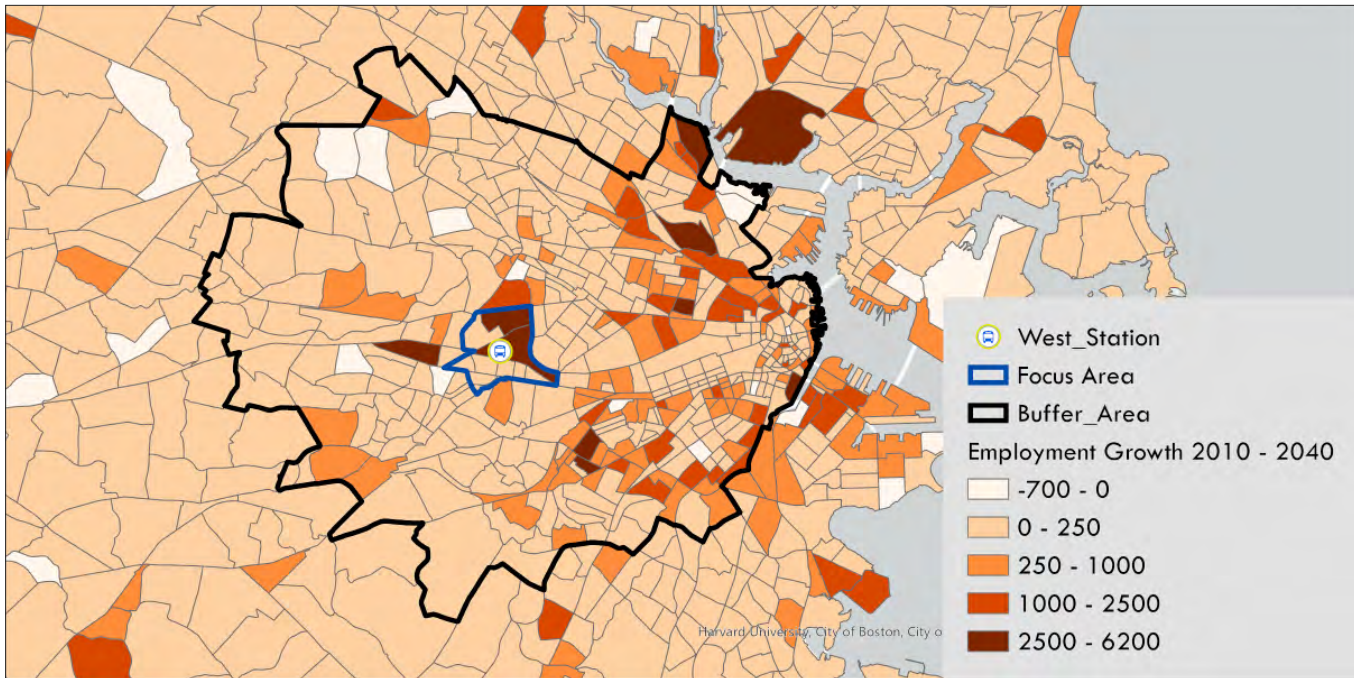 West_Station
Focus Area
Buffer_Area
Employment Growth 2010 - 2040
-700 - 0
0 - 250
250 - 1000
1000 - 2500
2500 - 6200
Harvard University, City of Boston, City o